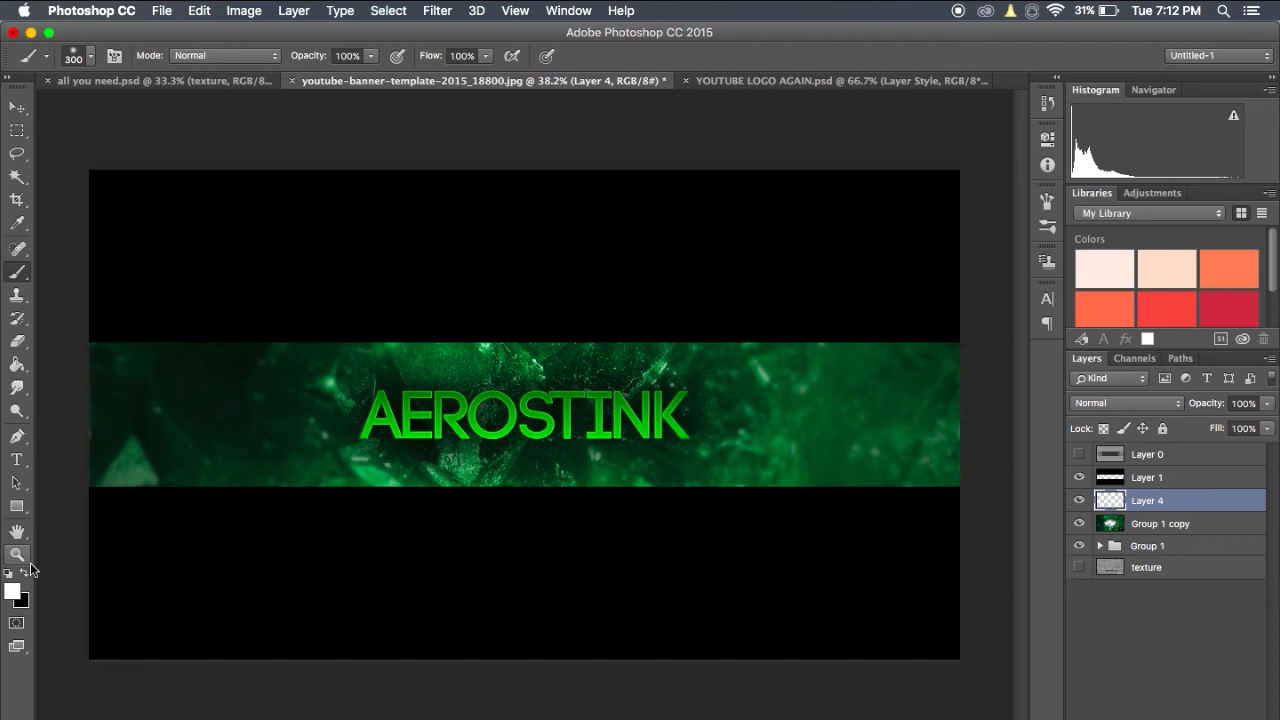 Photoshop CC File Edit Image Layer Type Select Filter 3D View Window Help 31% Tue 7:12 PM
Adobe Photoshop CC 2015
300 Mode: Normal Opacity: 100% Flow: 100% Untitled-1
all you need.psd @ 33.3% (texture, RGB/8... youtube-banner-template-2015_18800.jpg @ 38.2% (Layer 4, RGB/8#) * YOUTUBE LOGO AGAIN.psd @ 66.7% (Layer Style, RGB/8*...
Histogram Navigator
Libraries Adjustments
My Library
Colors
AEROSTINK
T
A|
fx St
Layers Channels Paths
Kind
Normal Opacity: 100%
Lock: Fill: 100%
Layer 0
Layer 1
Layer 4
Group 1 copy
Group 1
texture